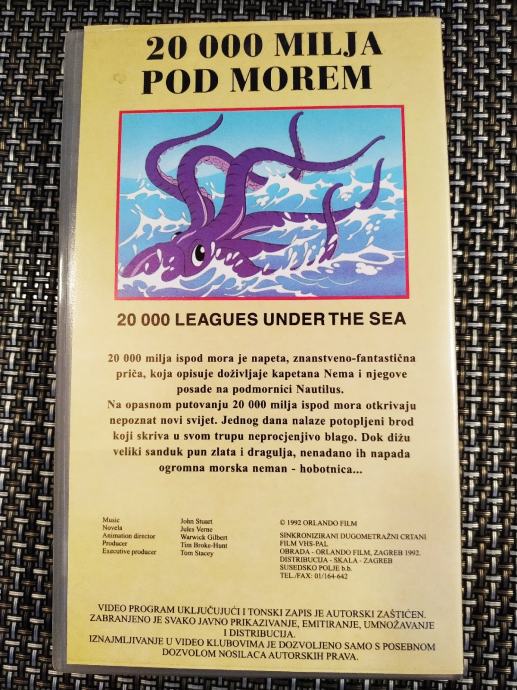 20 000 MILJA
POD MOREM
20 000 LEAGUES UNDER THE SEA
20 000 milja ispod mora je napeta, znanstveno-fantastična
priča, koja opisuje doživljaje kapetana Nema i njegove
posade na podmornici Nautilus.
Na opasnom putovanju 20 000 milja ispod mora otkrivaju
nepoznat novi svijet. Jednog dana nalaze potopljeni brod
koji skriva u svom trupu neprocjenjivo blago. Dok dižu
veliki sanduk pun zlata i dragulja, nenadano ih napada
ogromna morska neman - hobotnica...
Music John Stuart
Novela Jules Verne
Animation director Warwick Gilbert
Producer Tim Broke-Hunt
Executive producer Tom Stacey
© 1992 ORLANDO FILM
SINKRONIZIRANI DUGOMETRAŽNI CRTANI
FILM VHS-PAL
OBRADA - ORLANDO FILM, ZAGREB 1992.
DISTRIBUCIJA - SKALA - ZAGREB
SUSEDSKO POLJE b.b.
TEL./FAX: 01/164-642
VIDEO PROGRAM UKLJUČUJUĆI I TONSKI ZAPIS JE AUTORSKI ZAŠTIĆEN.
ZABRANJENO JE SVAKO JAVNO PRIKAZIVANJE, EMITIRANJE, UMNOŽAVANJE
I DISTRIBUCIJA.
IZNAJMLJIVANJE U VIDEO KLUBOVIMA JE DOZVOLJENO SAMO S POSEBNOM
DOZVOLOM NOSILACA AUTORSKIH PRAVA.